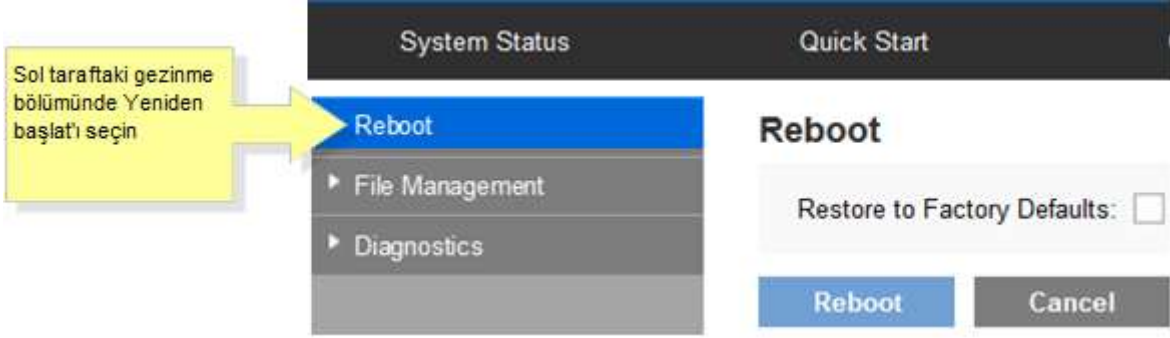 System Status
Quick Start
Sol taraftaki gezinme
bölümünde Yeniden
başlat'ı seçin
Reboot
File Management
Diagnostics
Reboot
Restore to Factory Defaults:
Reboot
Cancel